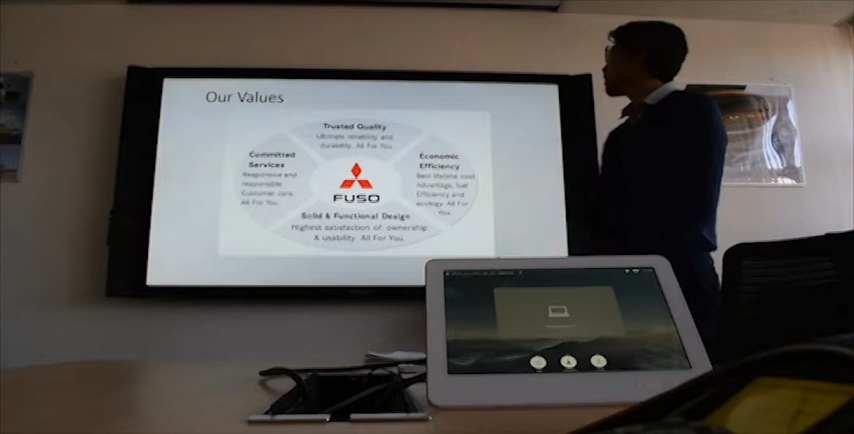 Our Values
Trusted Quality
Ultimate reliability and
durability. All For You
Committed
Services
Responsive and
responsible
Customer care.
All For You.
Economic
Efficiency
Best lifetime cost
Advantage, fuel
Efficiency and
ecology. All For
You
FUSO
Solid & Functional Design
Highest satisfaction of ownership
& usability. All For You